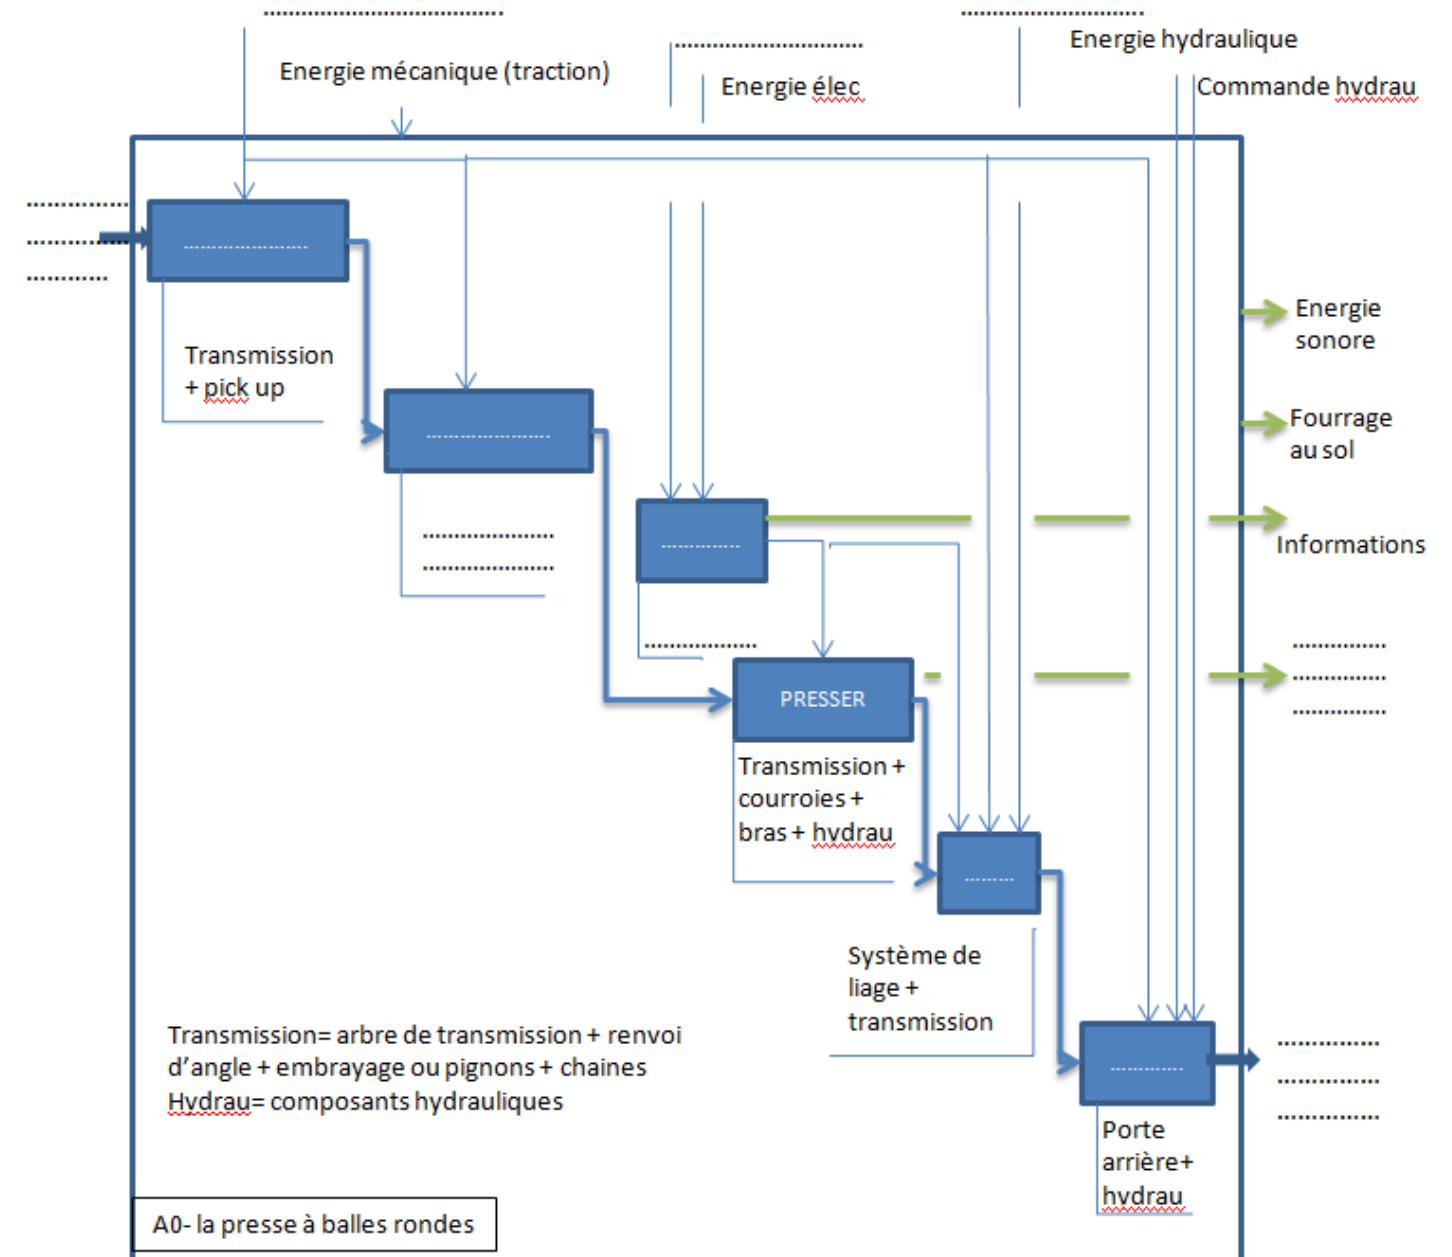 ……………………………….
……………………….
Energie hydraulique
…………………………
Energie mécanique (traction)
Energie élec
Commande hydrau
……………
……………
…………
………………….
Energie
sonore
Transmission
+ pick up
Fourrage
au sol
………………….
…………………
…………………
………….
Informations
………………
……………
……………
……………
PRESSER
Transmission +
courroies +
bras + hydrau
………
Système de
liage +
transmission
Transmission= arbre de transmission + renvoi
d’angle + embrayage ou pignons + chaines
Hydrau= composants hydrauliques
……………
……………
……………
…………
Porte
arrière+
hydrau
A0- la presse à balles rondes